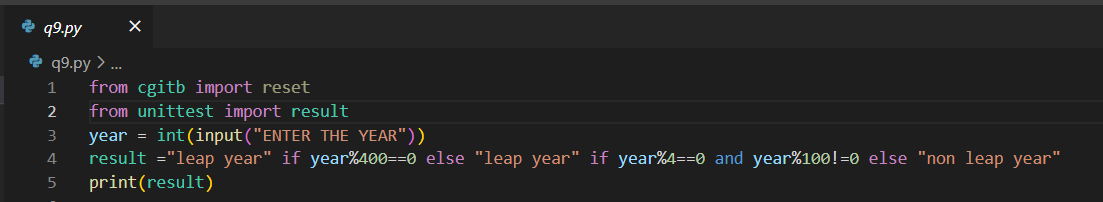 q9.py ×
q9.py > ...
1 from cgitb import reset
2 from unittest import result
3 year = int(input("ENTER THE YEAR"))
4 result ="leap year" if year%400==0 else "leap year" if year%4==0 and year%100!=0 else "non leap year"
5 print(result)